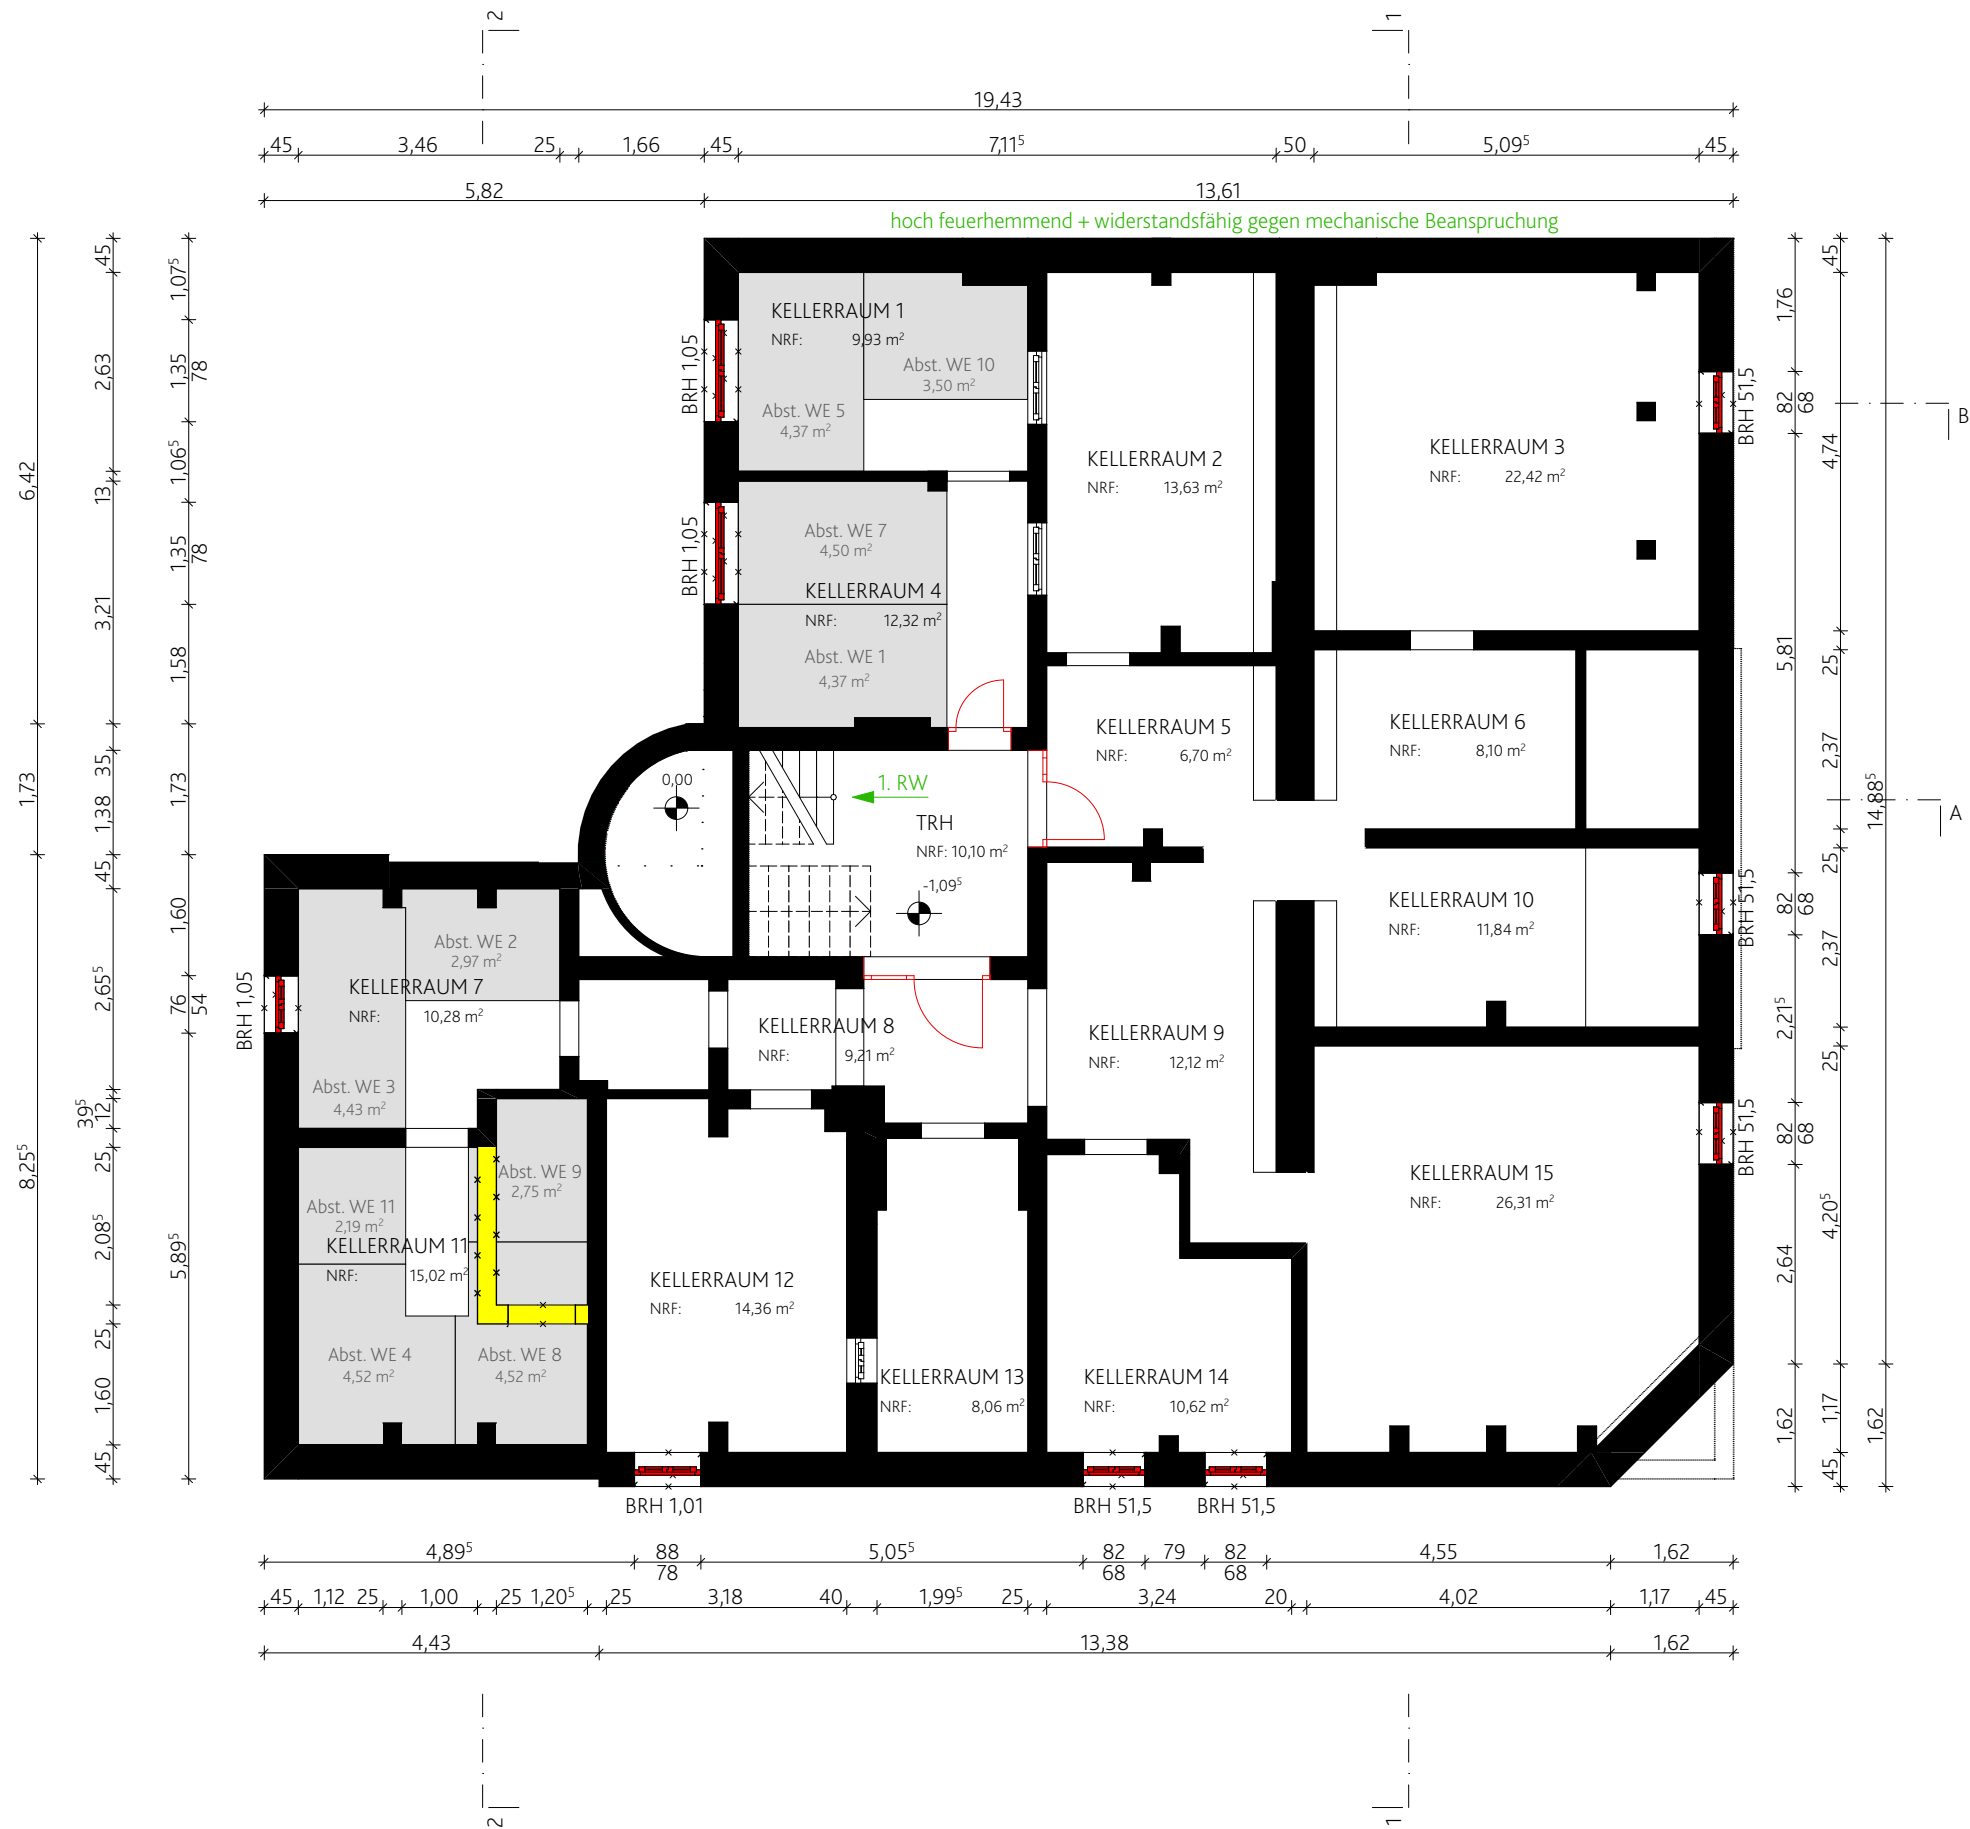 2
1
19,43
45 3,46 25 1,66 45 7,11⁵ 50 5,09⁵ 45
5,82 13,61
hoch feuerhemmend + widerstandsfähig gegen mechanische Beanspruchung
6,42
1,73
8,25⁵
45
2,63
13
3,21
35
1,38
45
2,65⁵
12
39⁵
25
2,08⁵
25
1,60
45
1,07⁵
1,35
78
1,06⁵
1,35
78
1,58
1,73
1,60
76
54
5,89⁵
BRH 1,05
BRH 1,05
BRH 1,05
KELLERRAUM 1
NRF: 9,93 m²
Abst. WE 10
3,50 m²
Abst. WE 5
4,37 m²
KELLERRAUM 2
NRF: 13,63 m²
KELLERRAUM 3
NRF: 22,42 m²
Abst. WE 7
4,50 m²
KELLERRAUM 4
NRF: 12,32 m²
Abst. WE 1
4,37 m²
KELLERRAUM 5
NRF: 6,70 m²
KELLERRAUM 6
NRF: 8,10 m²
0,00
1. RW
TRH
NRF: 10,10 m²
-1,09⁵
Abst. WE 2
2,97 m²
KELLERRAUM 7
NRF: 10,28 m²
Abst. WE 3
4,43 m²
KELLERRAUM 8
NRF: 9,21 m²
KELLERRAUM 9
NRF: 12,12 m²
KELLERRAUM 10
NRF: 11,84 m²
Abst. WE 9
2,75 m²
Abst. WE 11
2,19 m²
KELLERRAUM 11
NRF: 15,02 m²
Abst. WE 4
4,52 m²
Abst. WE 8
4,52 m²
KELLERRAUM 12
NRF: 14,36 m²
KELLERRAUM 13
NRF: 8,06 m²
KELLERRAUM 14
NRF: 10,62 m²
KELLERRAUM 15
NRF: 26,31 m²
BRH 51,5
BRH 51,5
BRH 51,5
1,76
82
68
5,81
82
68
2,21⁵
82
68
2,64
1,62
45
4,74
25
2,37
25
2,37
25
4,20⁵
1,17
45
14,88⁵
1,62
B
A
BRH 1,01
BRH 51,5
BRH 51,5
4,89⁵ 88 5,05⁵ 82 79 82 4,55 1,62
78 68 68
45 1,12 25 1,00 25 1,20⁵ 25 3,18 40 1,99⁵ 25 3,24 20 4,02 1,17 45
4,43 13,38 1,62
2
1